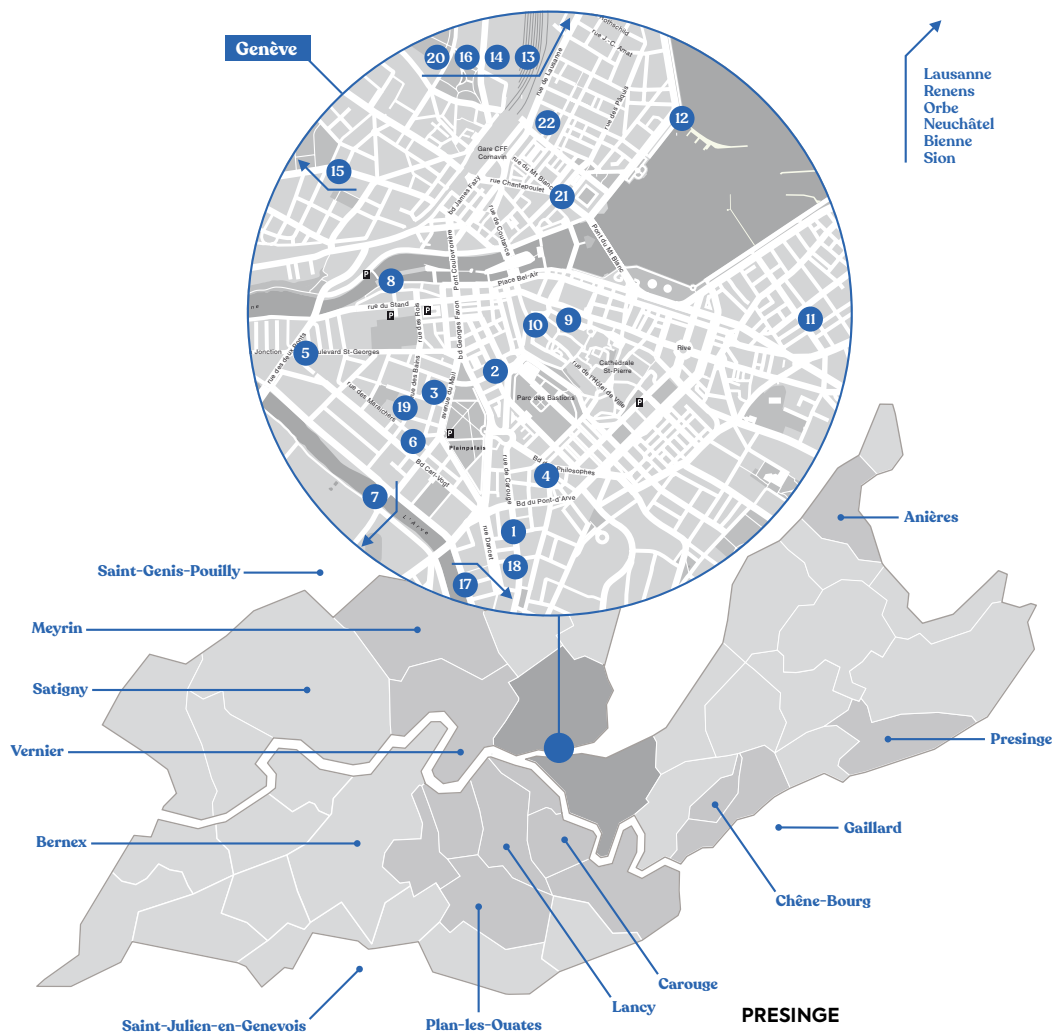 Genève
20
16
14
13
Rothschild
rue J.-C. Amat
rue de Lausanne
rue des Pâquis
22
12
Lausanne
Renens
Orbe
Neuchâtel
Bienne
Sion
Gare CFF
Cornavin
15
rue du Mt Blanc
rue Chantepoulet
21
bd James Fazy
rue de Coutance
Pont du Mt Blanc
Pont Coulouvrenière
Place Bel-Air
P
8
rue du Stand
P
P
rue des Rois
bd Georges Favon
10
9
11
Rive
Jonction
5
boulevard St-Georges
rue des deux Ponts
2
Cathédrale
St-Pierre
rue de l'Hôtel de Ville
rue des Bains
3
avenue du Mail
rue des Maraîchers
19
Parc des Bastions
P
6
P
Plainpalais
Bd Carl-Vogt
rue de Carouge
Bd des Philosophes
4
7
L'Arve
Bd du Pont-d'Arve
1
rue Dancet
18
17
Anières
Saint-Genis-Pouilly
Meyrin
Satigny
Vernier
Presinge
Bernex
Gaillard
Chêne-Bourg
Carouge
Lancy
Plan-les-Ouates
Saint-Julien-en-Genevois
PRESINGE